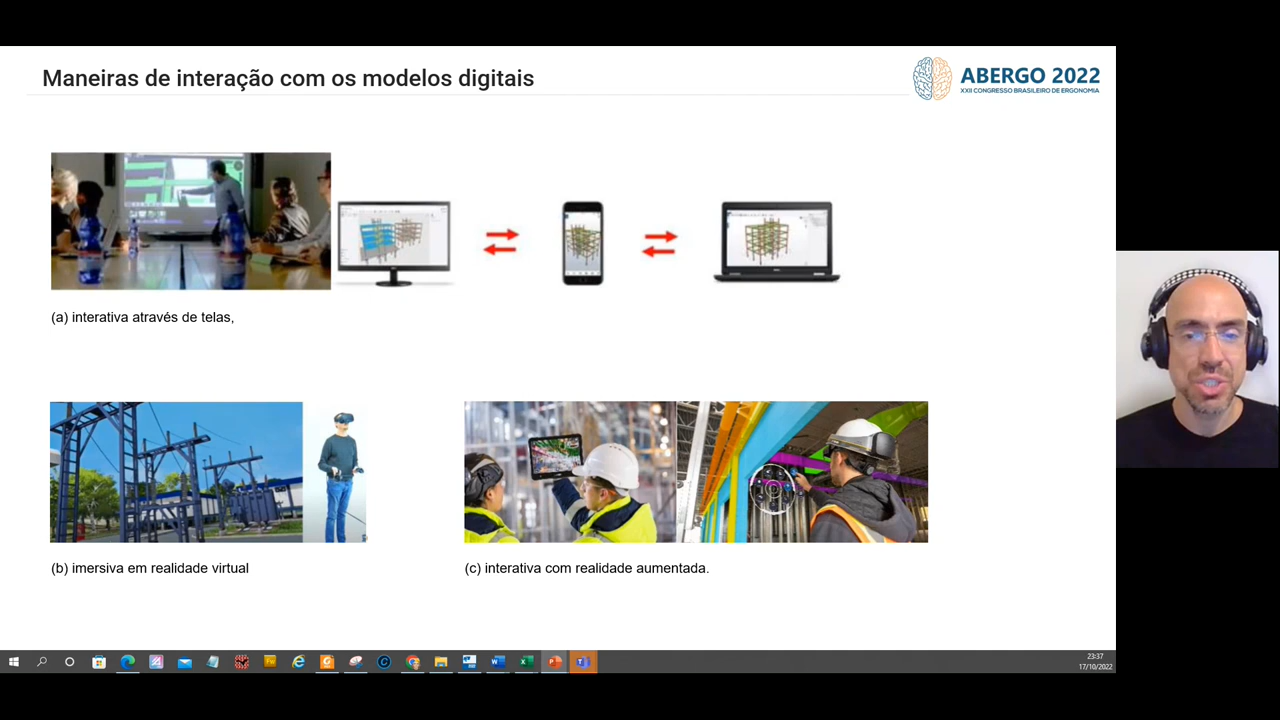 Maneiras de interação com os modelos digitais
ABERGO 2022
XXII CONGRESSO BRASILEIRO DE ERGONOMIA
(a) interativa através de telas,
(b) imersiva em realidade virtual
(c) interativa com realidade aumentada.
23:37
17/10/2022